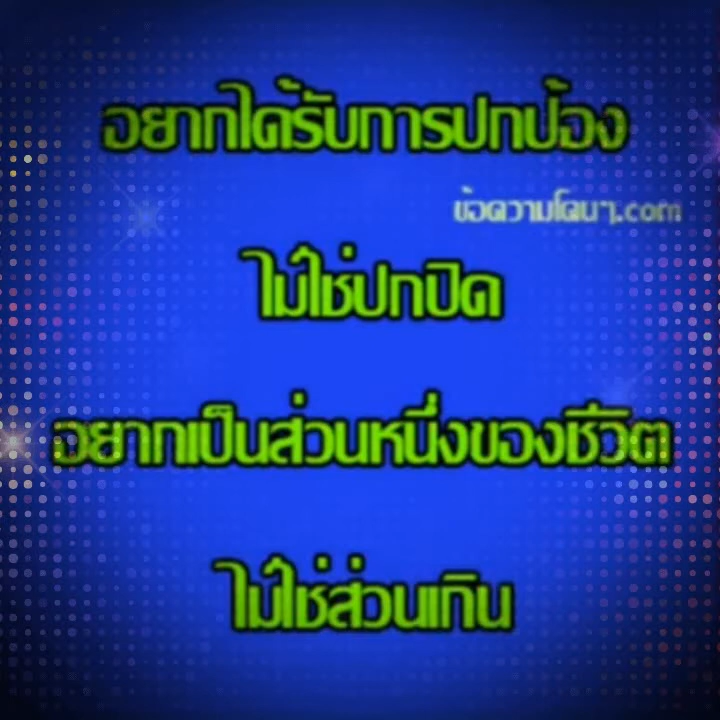 อยากได้รับการปกป้อง
ข้อความโดนๆ.com
ไม่ใช่ปกปิด
อยากเป็นส่วนหนึ่งของชีวิต
ไม่ใช่ส่วนเกิน